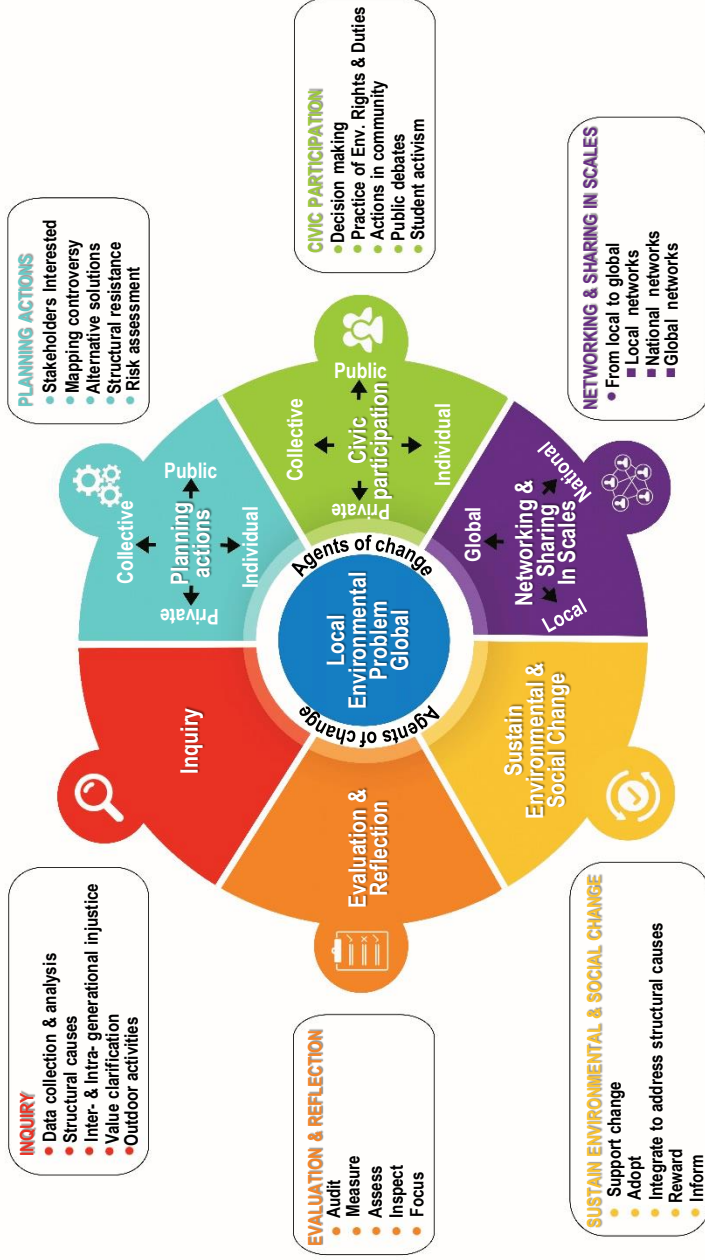 INQUIRY
Data collection & analysis
Structural causes
Inter- & Intra- generational injustice
Value clarification
Outdoor activities
PLANNING ACTIONS
Stakeholders Interested
Mapping controversy
Alternative solutions
Structural resistance
Risk assessment
EVALUATION & REFLECTION
Audit
Measure
Assess
Inspect
Focus
CIVIC PARTICIPATION
Decision making
Practice of Env. Rights & Duties
Actions in community
Public debates
Student activism
SUSTAIN ENVIRONMENTAL & SOCIAL CHANGE
Support change
Adopt
Integrate to address structural causes
Reward
Inform
NETWORKING & SHARING IN SCALES
From local to global
Local networks
National networks
Global networks
Inquiry
Collective
Private
Planning
actions
Public
Individual
Evaluation &
Reflection
Agents of change
Local
Environmental
Problem
Global
Agents of change
Collective
Private
Civic
participation
Public
Individual
Sustain
Environmental &
Social Change
Global
Networking &
Sharing
In Scales
Local
National